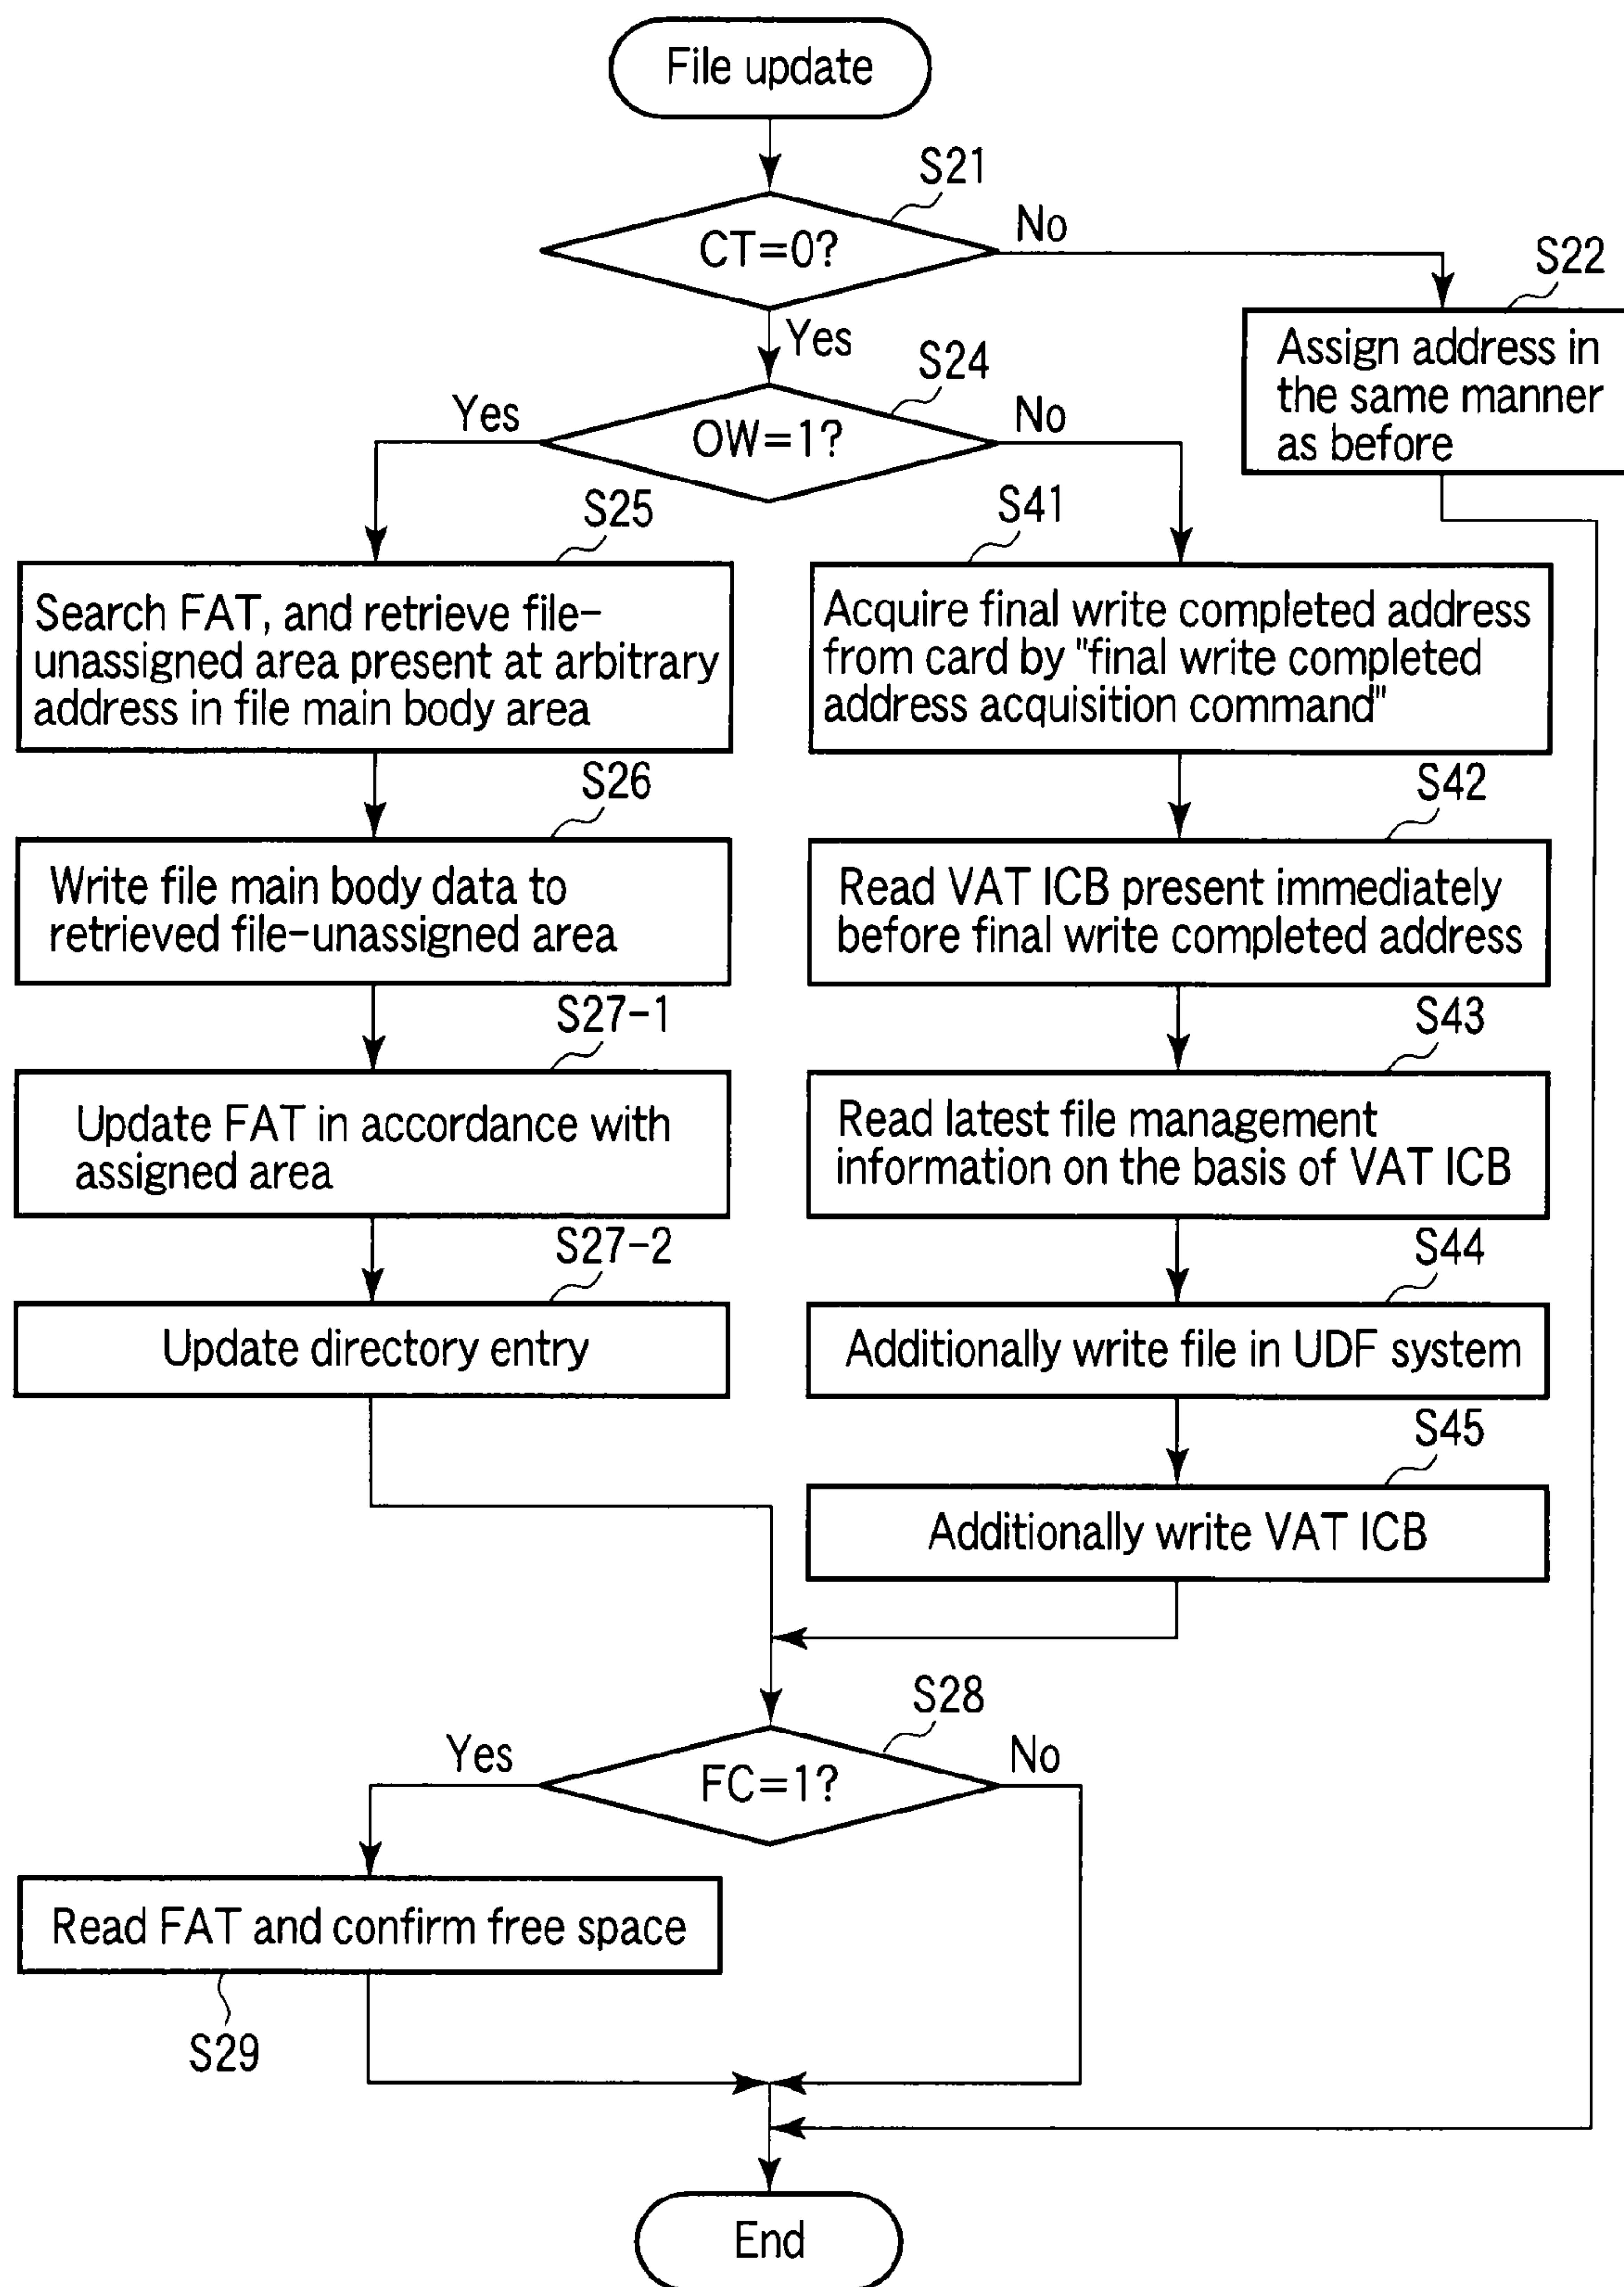 File update
S21
CT=0?
No
S22
Assign address in
the same manner
as before
Yes
S24
OW=1?
Yes
No
S25
Search FAT, and retrieve file-
unassigned area present at arbitrary
address in file main body area
S41
Acquire final write completed address
from card by "final write completed
address acquisition command"
S26
Write file main body data to
retrieved file-unassigned area
S42
Read VAT ICB present immediately
before final write completed address
S27-1
Update FAT in accordance with
assigned area
S43
Read latest file management
information on the basis of VAT ICB
S27-2
Update directory entry
S44
Additionally write file in UDF system
S45
Additionally write VAT ICB
S28
FC=1?
Yes
No
Read FAT and confirm free space
S29
End